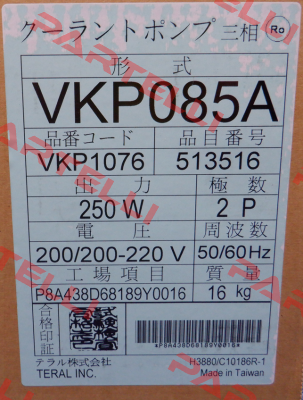 クーラントポンプ 三相 Ro
形式
VKP085A
品番コード 品目番号
VKP1076 513516
出力 極数
250 W 2 P
電圧 周波数
200/200-220 V 50/60Hz
工場項目 質量
P8A438D68189Y0016 16 kg
合格印証
*P8A438D68189Y0016*
テラル株式会社 H3880/C10186R-1
TERAL INC. Made in Taiwan
PARTELLI